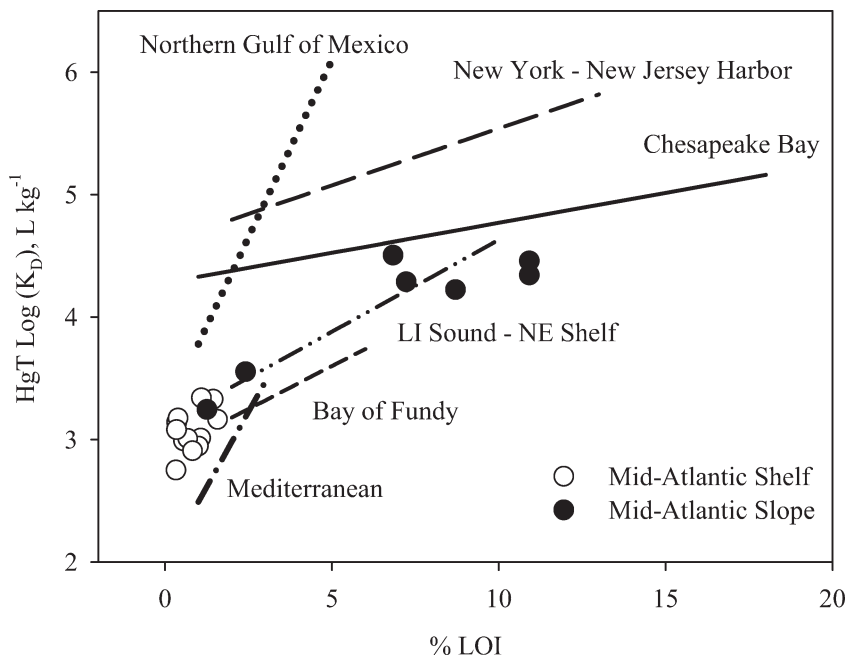 Northern Gulf of Mexico
New York - New Jersey Harbor
Chesapeake Bay
LI Sound - NE Shelf
Bay of Fundy
Mediterranean
Mid-Atlantic Shelf
Mid-Atlantic Slope
HgT Log (K_D), L kg^-1
6
5
4
3
2
0 5 10 15 20
% LOI